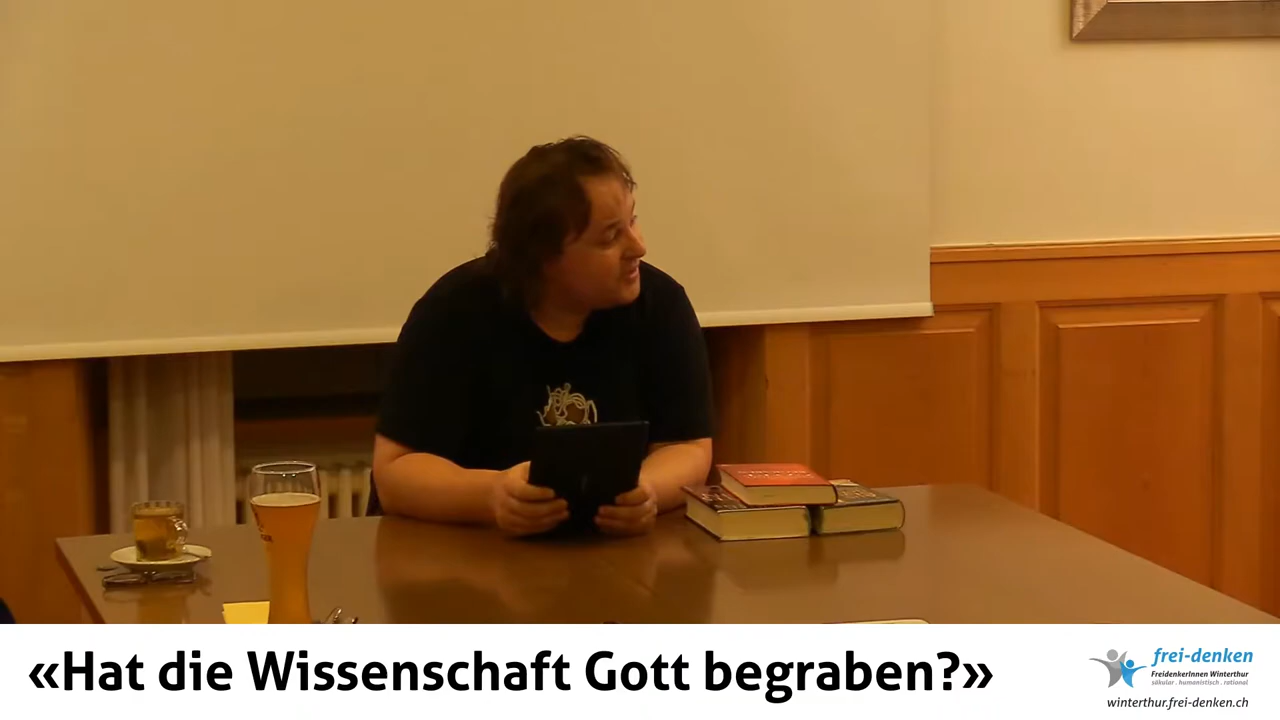 «Hat die Wissenschaft Gott begraben?»
frei-denken
FreidenkerInnen Winterthur
säkular . humanistisch . rational
winterthur.frei-denken.ch